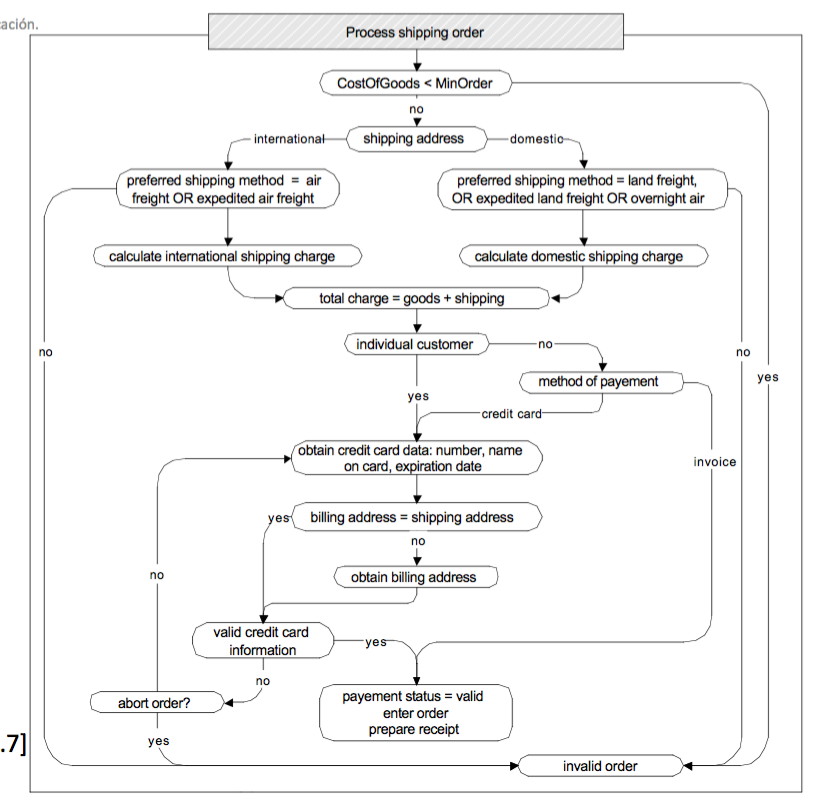 cación.
Process shipping order
CostOfGoods < MinOrder
no
international
shipping address
domestic
preferred shipping method = air
freight OR expedited air freight
preferred shipping method = land freight,
OR expedited land freight OR overnight air
calculate international shipping charge
calculate domestic shipping charge
total charge = goods + shipping
individual customer
no
no
no
yes
method of payement
yes
credit card
obtain credit card data: number, name
on card, expiration date
invoice
yes
billing address = shipping address
no
no
obtain billing address
valid credit card
information
yes
no
abort order?
payement status = valid
enter order
prepare receipt
yes
.7]
invalid order